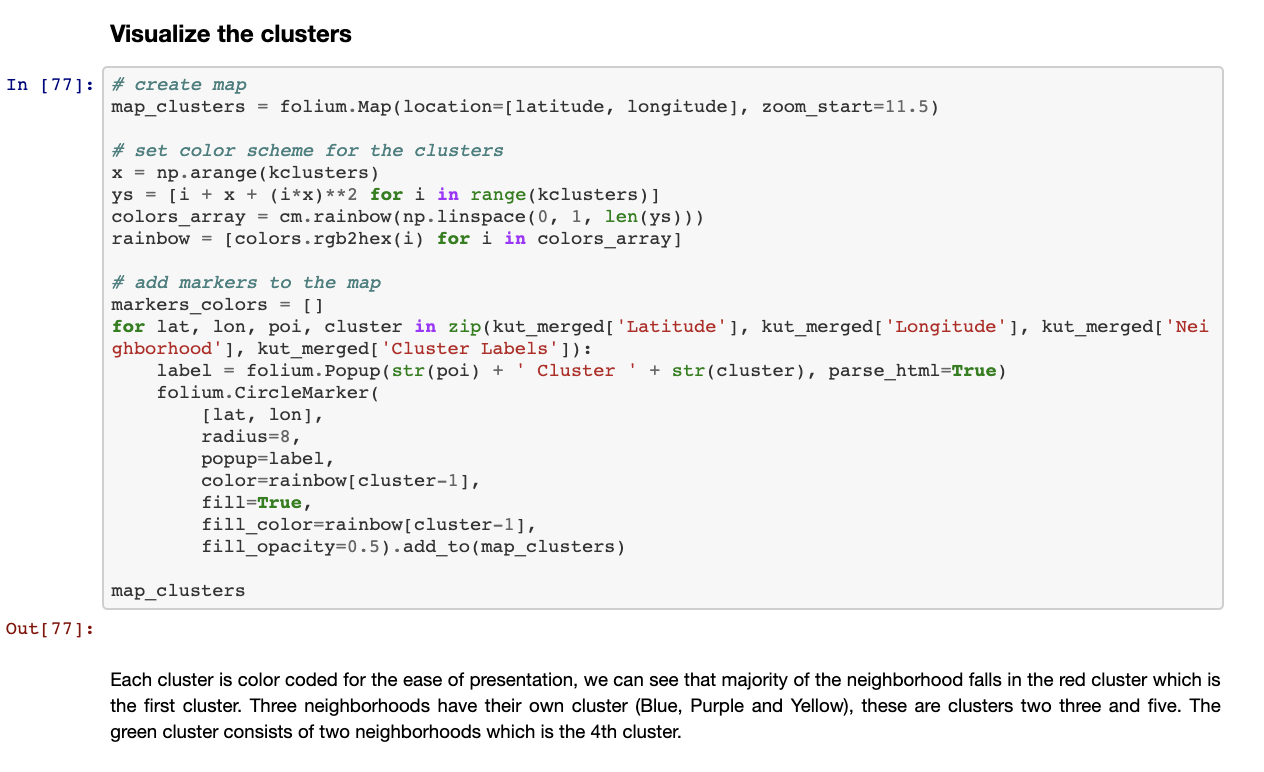 Visualize the clusters
In [77]:
# create map
map_clusters = folium.Map(location=[latitude, longitude], zoom_start=11.5)
# set color scheme for the clusters
x = np.arange(kclusters)
ys = [i + x + (i*x)**2 for i in range(kclusters)]
colors_array = cm.rainbow(np.linspace(0, 1, len(ys)))
rainbow = [colors.rgb2hex(i) for i in colors_array]
# add markers to the map
markers_colors = []
for lat, lon, poi, cluster in zip(kut_merged['Latitude'], kut_merged['Longitude'], kut_merged['Nei
ghborhood'], kut_merged['Cluster Labels']):
    label = folium.Popup(str(poi) + ' Cluster ' + str(cluster), parse_html=True)
    folium.CircleMarker(
        [lat, lon],
        radius=8,
        popup=label,
        color=rainbow[cluster-1],
        fill=True,
        fill_color=rainbow[cluster-1],
        fill_opacity=0.5).add_to(map_clusters)
map_clusters
Out[77]:
Each cluster is color coded for the ease of presentation, we can see that majority of the neighborhood falls in the red cluster which is
the first cluster. Three neighborhoods have their own cluster (Blue, Purple and Yellow), these are clusters two three and five. The
green cluster consists of two neighborhoods which is the 4th cluster.